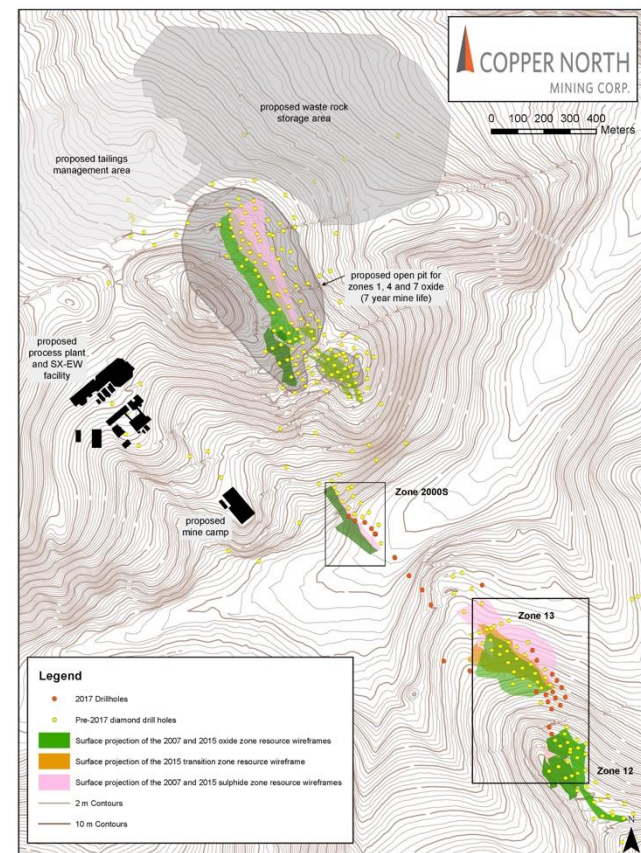 COPPER NORTH
MINING CORP.
0 100 200 300 400
Meters
proposed waste rock
storage area
proposed tailings
management area
proposed open pit for
zones 1, 4 and 7 oxide
(7 year mine life)
proposed
process plant
and SX-EW
facility
Zone 2000S
proposed
mine camp
Zone 13
Zone 12
N
Legend
2017 Drillholes
Pre-2017 diamond drill holes
Surface projection of the 2007 and 2015 oxide zone resource wireframes
Surface projection of the 2015 transition zone resource wireframe
Surface projection of the 2007 and 2015 sulphide zone resource wireframes
2 m Contours
10 m Contours